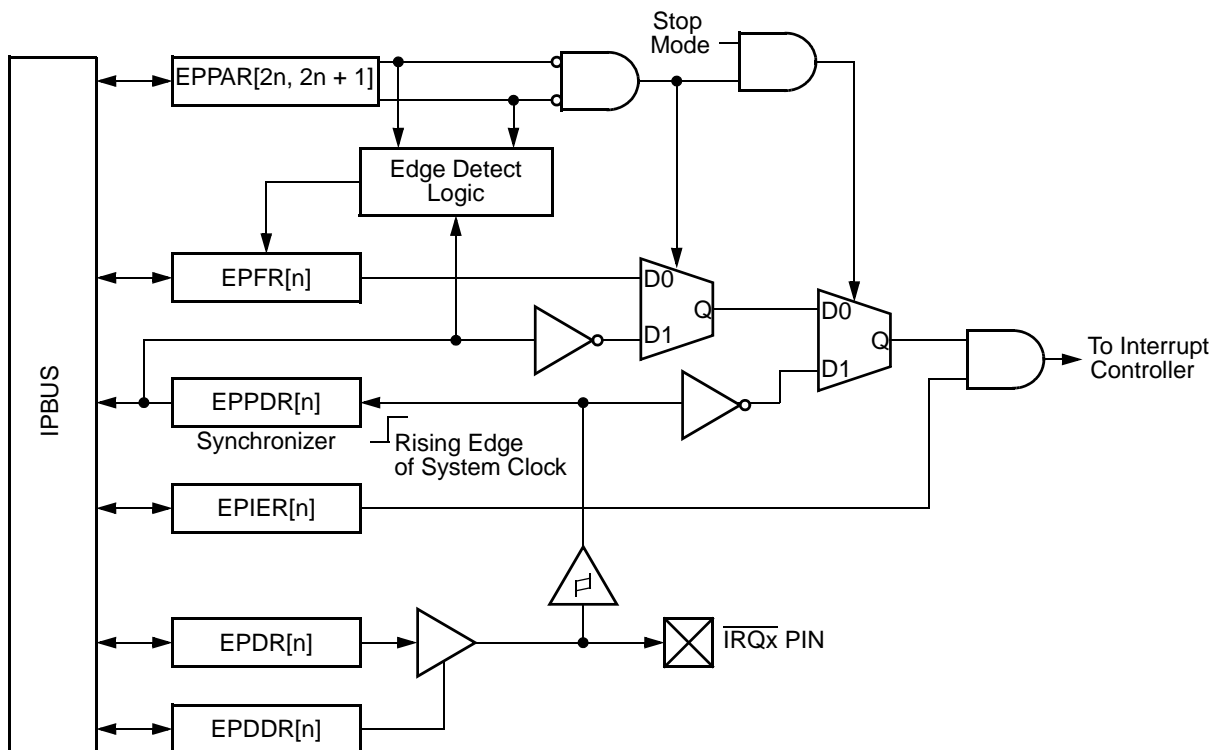 Stop
Mode
EPPAR[2n, 2n + 1]
Edge Detect
Logic
EPFR[n]
D0
D1
Q
D0
D1
Q
To Interrupt
Controller
IPBUS
EPPDR[n]
Synchronizer
Rising Edge
of System Clock
EPIER[n]
EPDR[n]
IRQx PIN
EPDDR[n]